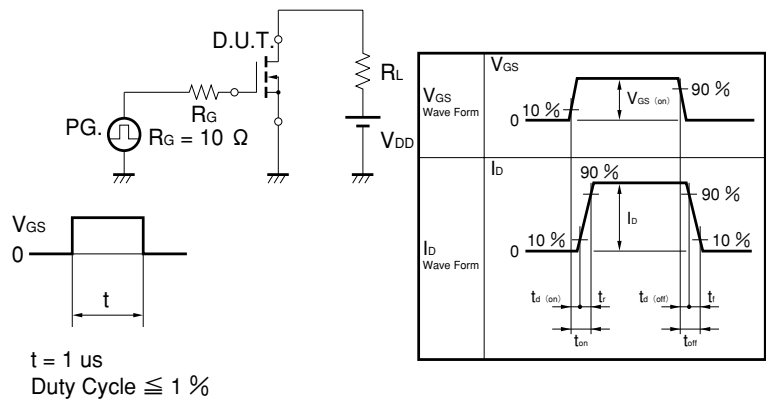 D.U.T.
RL
RG
PG.
RG = 10 Ω
VDD
VGS
0
t
t = 1 us
Duty Cycle ≦ 1 %
VGS
Wave Form
VGS
10 %
0
VGS (on)
90 %
ID
Wave Form
ID
90 %
90 %
ID
10 %
0
10 %
td (on)
tr
td (off)
tf
ton
toff